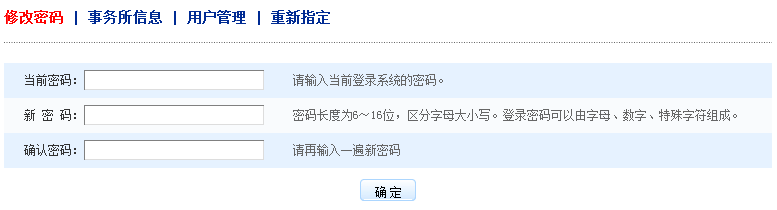 修改密码 | 事务所信息 | 用户管理 | 重新指定
当前密码： 请输入当前登录系统的密码。
新 密 码： 密码长度为6～16位，区分字母大小写。登录密码可以由字母、数字、特殊字符组成。
确认密码： 请再输入一遍新密码
确 定